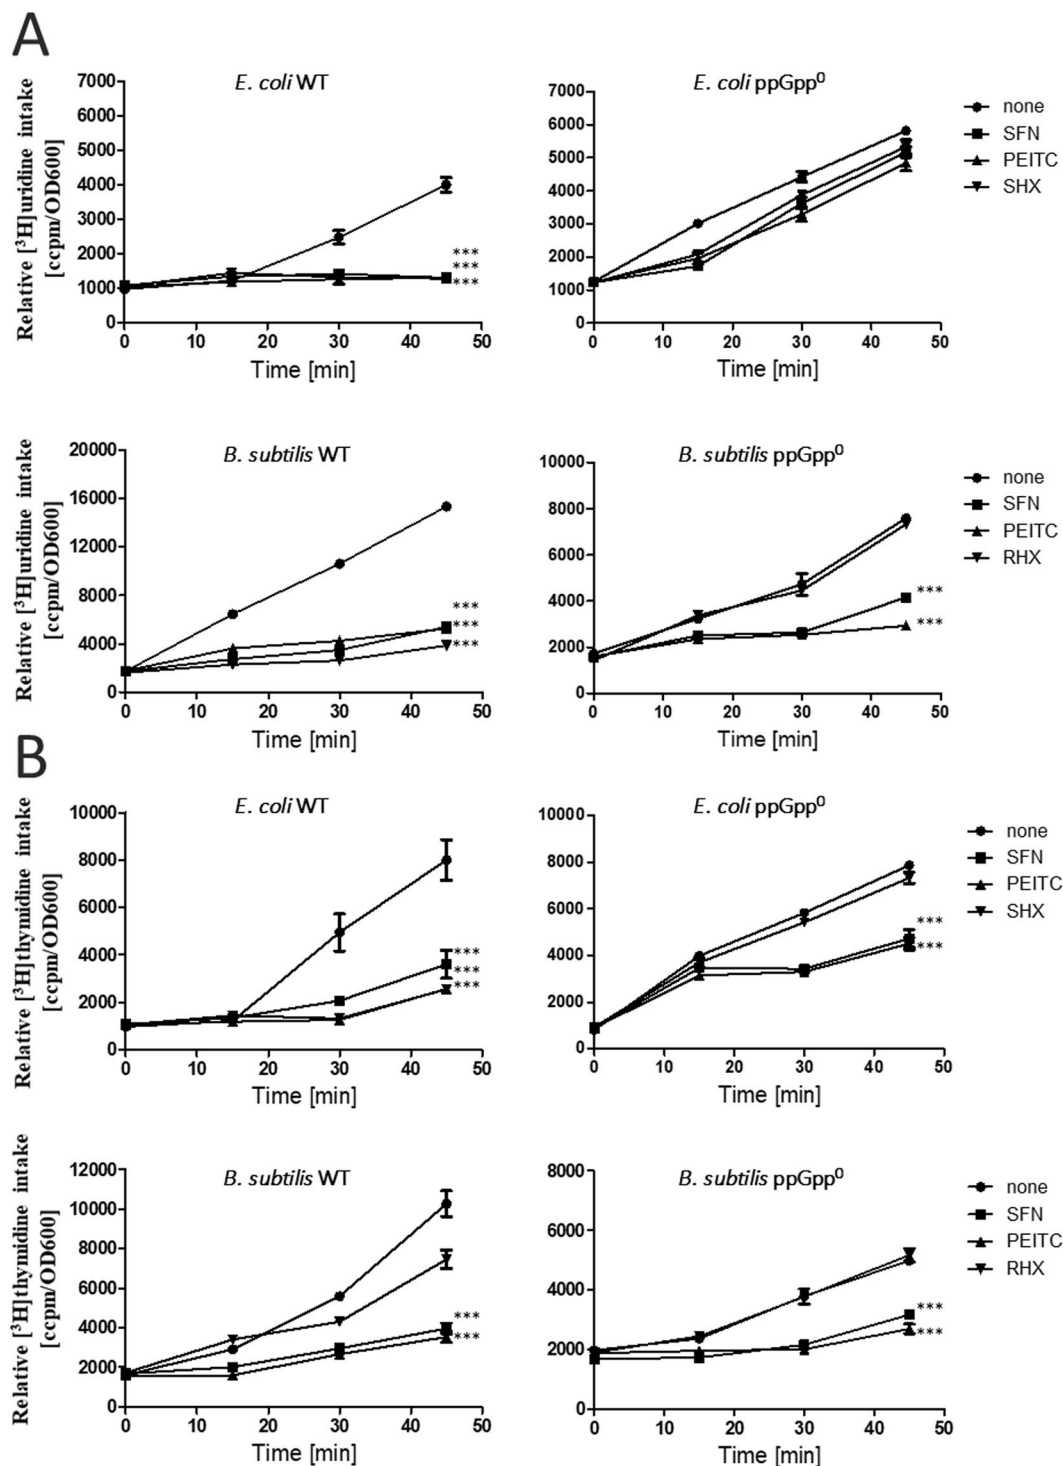 A
E. coli WT
Relative [³H]uridine intake
[ccpm/OD600]
7000
6000
5000
4000
3000
2000
1000
0
***
***
***
0 10 20 30 40 50
Time [min]
E. coli ppGpp⁰
7000
6000
5000
4000
3000
2000
1000
0
0 10 20 30 40 50
Time [min]
none
SFN
PEITC
SHX
B. subtilis WT
Relative [³H]uridine intake
[ccpm/OD600]
20000
16000
12000
8000
4000
0
***
***
***
0 10 20 30 40 50
Time [min]
B. subtilis ppGpp⁰
10000
8000
6000
4000
2000
0
***
***
0 10 20 30 40 50
Time [min]
none
SFN
PEITC
RHX
B
E. coli WT
Relative [³H]thymidine intake
[ccpm/OD600]
10000
8000
6000
4000
2000
0
***
***
***
0 10 20 30 40 50
Time [min]
E. coli ppGpp⁰
10000
8000
6000
4000
2000
0
***
***
0 10 20 30 40 50
Time [min]
none
SFN
PEITC
SHX
B. subtilis WT
Relative [³H]thymidine intake
[ccpm/OD600]
12000
10000
8000
6000
4000
2000
0
***
***
0 10 20 30 40 50
Time [min]
B. subtilis ppGpp⁰
8000
6000
4000
2000
0
***
***
0 10 20 30 40 50
Time [min]
none
SFN
PEITC
RHX